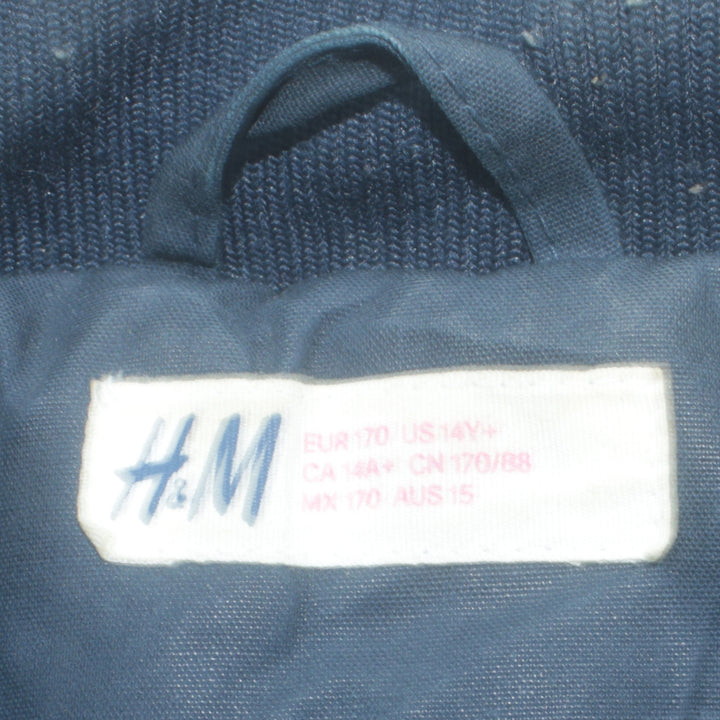 H&M
EUR 170 US 14Y+
CA 14A+ CN 170/88
MX 170 AUS 15